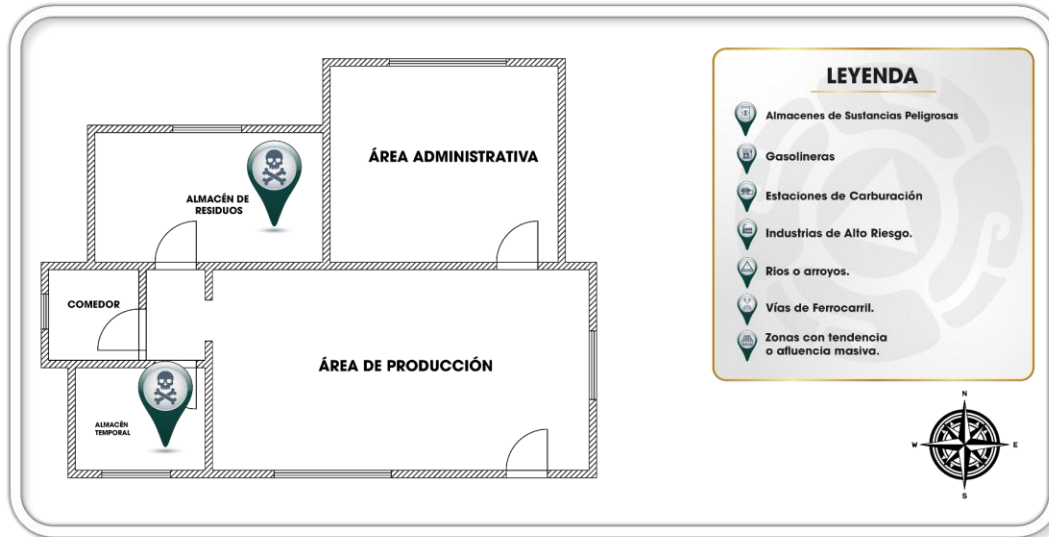 ÁREA ADMINISTRATIVA
ALMACÉN DE
RESIDUOS
COMEDOR
ÁREA DE PRODUCCIÓN
ALMACÉN
TEMPORAL
LEYENDA
Almacenes de Sustancias Peligrosas
Gasolineras
Estaciones de Carburación
Industrias de Alto Riesgo.
Rios o arroyos.
Vías de Ferrocarril.
Zonas con tendencia
o afluencia masiva.
N
W
E
S